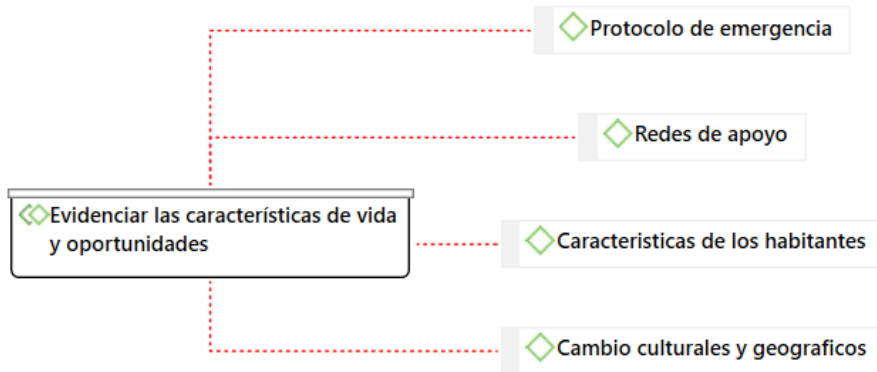 Protocolo de emergencia
Redes de apoyo
Evidenciar las características de vida
y oportunidades
Caracteristicas de los habitantes
Cambio culturales y geograficos